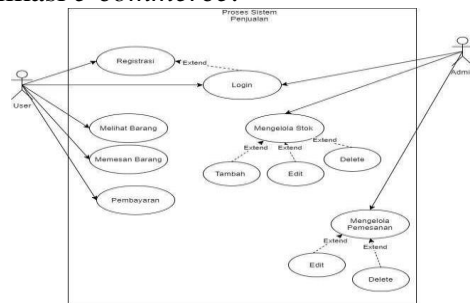 e-commerce.
Proses Sistem
Penjualan
Registrasi
Extend
Login
User
Melihat Barang
Memesan Barang
Pembayaran
Mengelola Stok
Extend
Extend
Extend
Tambah
Edit
Delete
Mengelola
Pemesanan
Extend
Extend
Edit
Delete